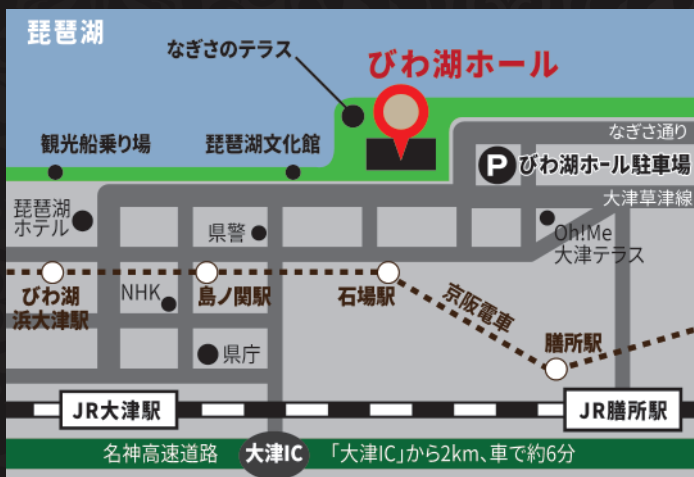 琵琶湖
なぎさのテラス
びわ湖ホール
なぎさ通り
観光船乗り場
琵琶湖文化館
P びわ湖ホール駐車場
大津草津線
琵琶湖
ホテル
県警
Oh!Me
大津テラス
びわ湖
浜大津駅
NHK
島ノ関駅
石場駅
京阪電車
膳所駅
県庁
JR大津駅
JR膳所駅
名神高速道路
大津IC
「大津IC」から2km、車で約6分